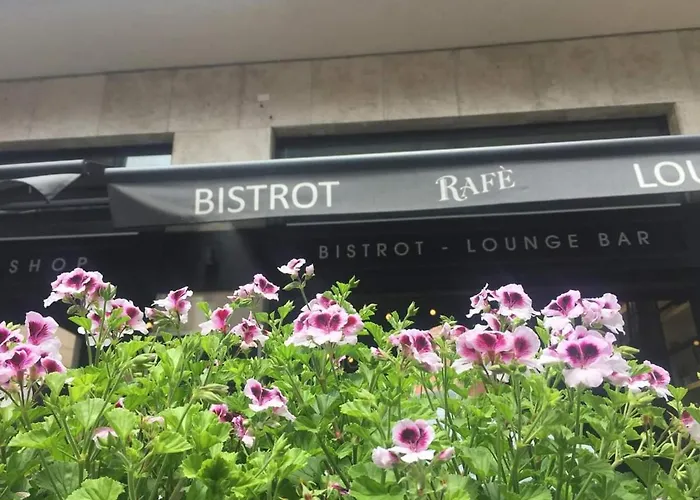 BISTROT RAFÈ LOU
SHOP BISTROT - LOUNGE BAR